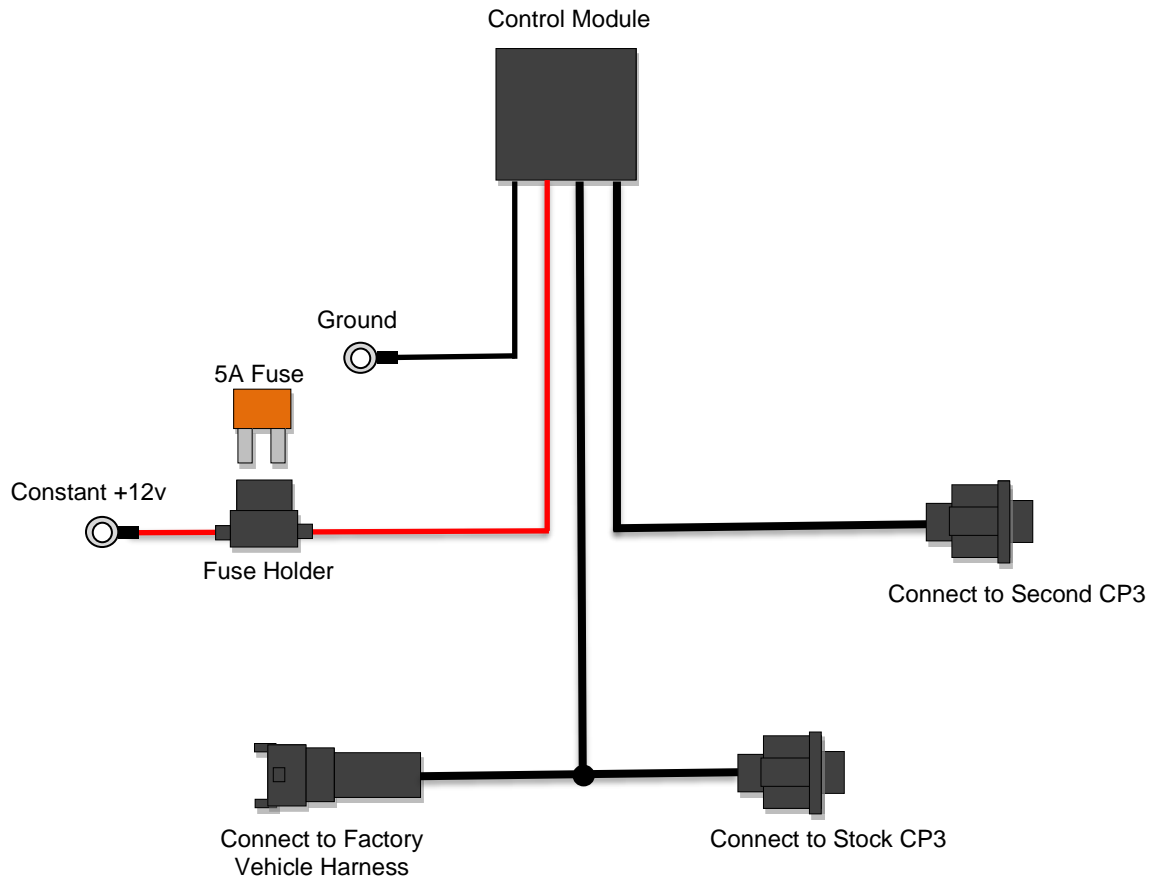 Control Module
Ground
5A Fuse
Constant +12v
Fuse Holder
Connect to Second CP3
Connect to Factory
Vehicle Harness
Connect to Stock CP3